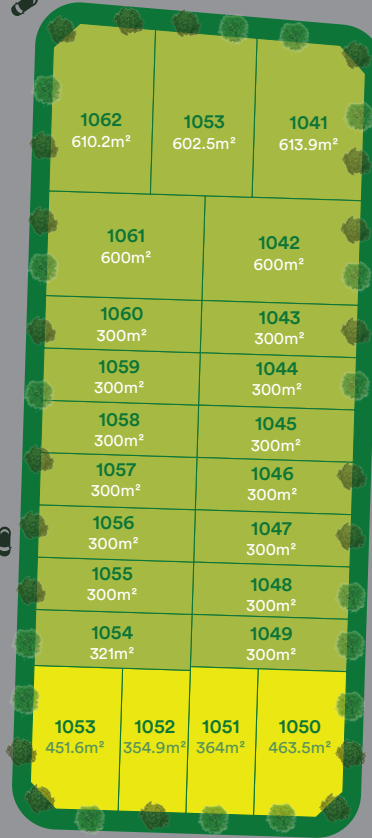 1062
610.2m²
1053
602.5m²
1041
613.9m²
1061
600m²
1042
600m²
1060
300m²
1043
300m²
1059
300m²
1044
300m²
1058
300m²
1045
300m²
1057
300m²
1046
300m²
1056
300m²
1047
300m²
1055
300m²
1048
300m²
1054
321m²
1049
300m²
1053
451.6m²
1052
354.9m²
1051
364m²
1050
463.5m²